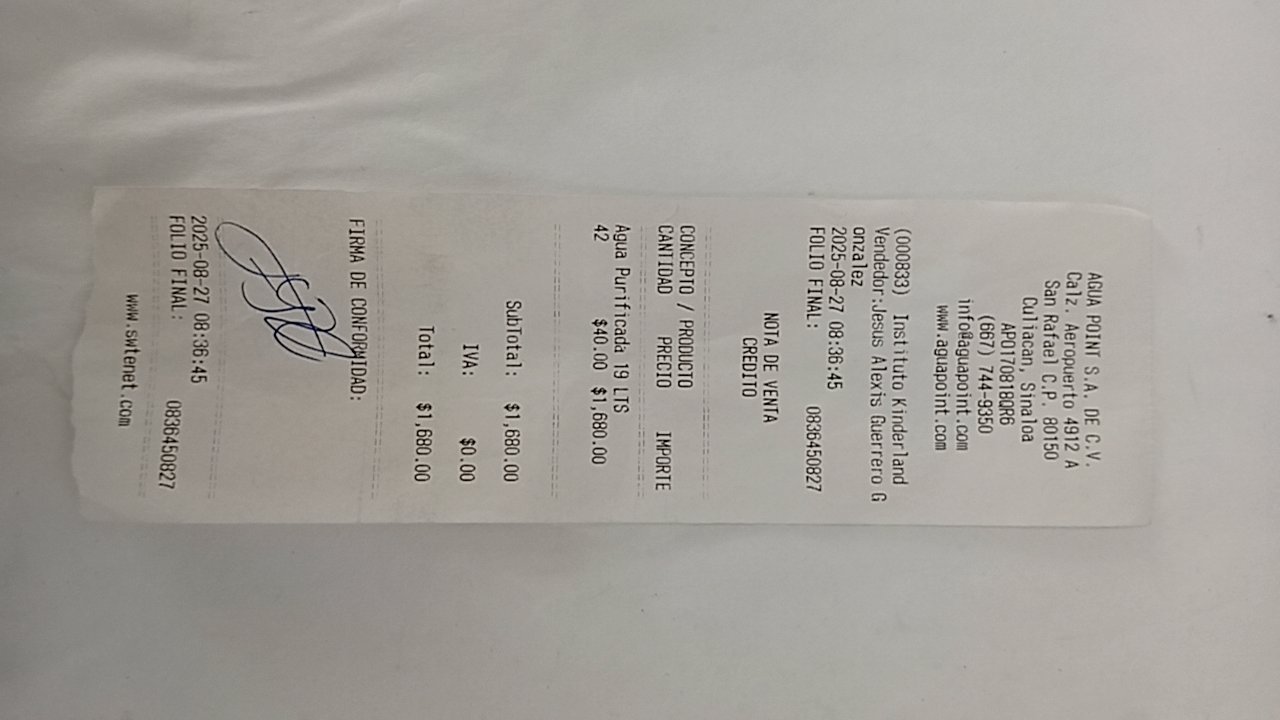 AGUA POINT S.A. DE C.V.
Calz. Aeropuerto 4912 A
San Rafael C.P. 80150
Culiacan, Sinaloa
APO170818QR6
(667) 744-9350
info@aguapoint.com
www.aguapoint.com
(000833) Instituto Kinderland
Vendedor:Jesus Alexis Guerrero G
onzalez
2025-08-27 08:36:45
FOLIO FINAL: 0836450827
NOTA DE VENTA
CREDITO
CONCEPTO / PRODUCTO
CANTIDAD PRECIO IMPORTE
Agua Purificada 19 LTS
42 $40.00 $1,680.00
SubTotal: $1,680.00
IVA: $0.00
Total: $1,680.00
FIRMA DE CONFORMIDAD:
2025-08-27 08:36:45
FOLIO FINAL: 0836450827
www.swtenet.com